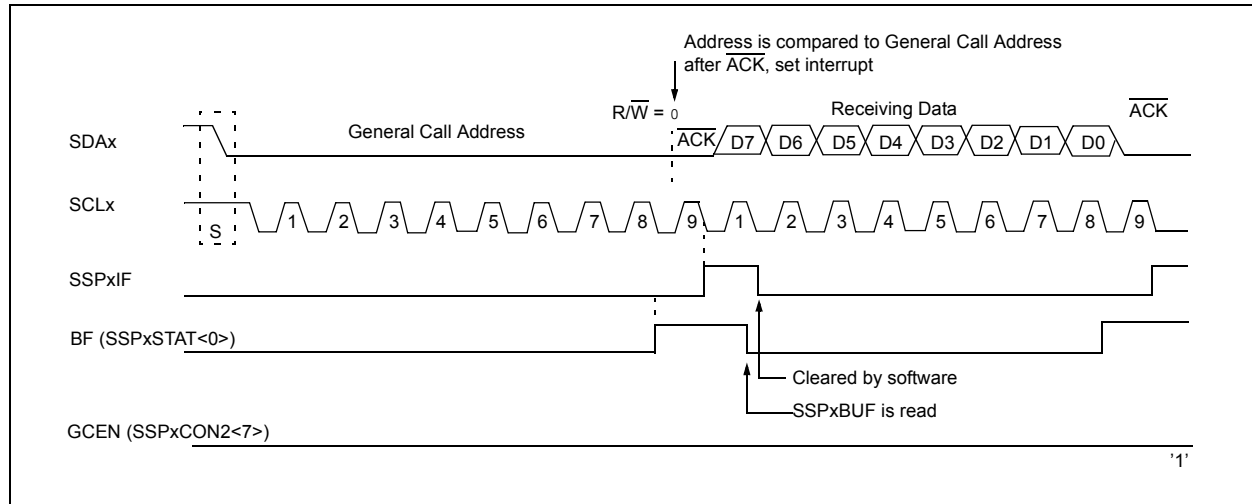 Address is compared to General Call Address
after ACK, set interrupt
R/W = 0
Receiving Data
ACK
General Call Address
SDAx
ACK D7 D6 D5 D4 D3 D2 D1 D0
SCLx
S
1 2 3 4 5 6 7 8 9 1 2 3 4 5 6 7 8 9
SSPxIF
BF (SSPxSTAT<0>)
Cleared by software
SSPxBUF is read
GCEN (SSPxCON2<7>)
'1'